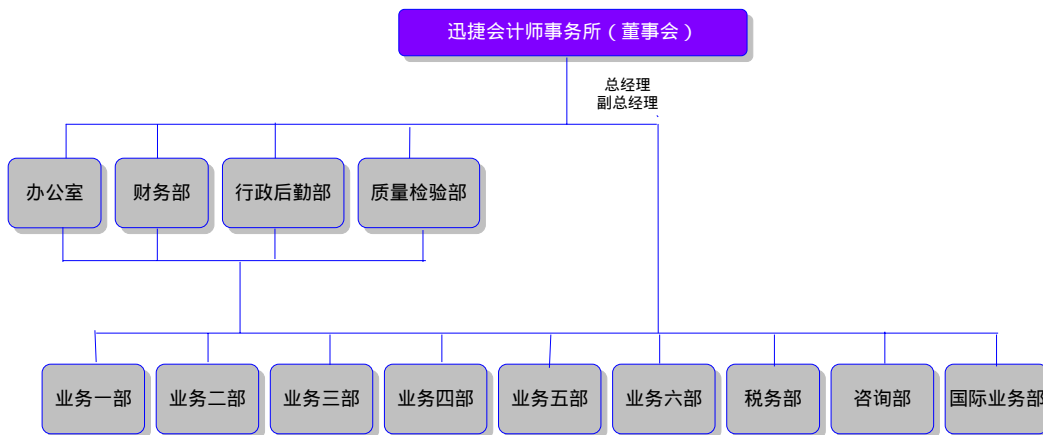 迅捷会计师事务所（董事会）
总经理
副总经理
办公室
财务部
行政后勤部
质量检验部
业务一部
业务二部
业务三部
业务四部
业务五部
业务六部
税务部
咨询部
国际业务部